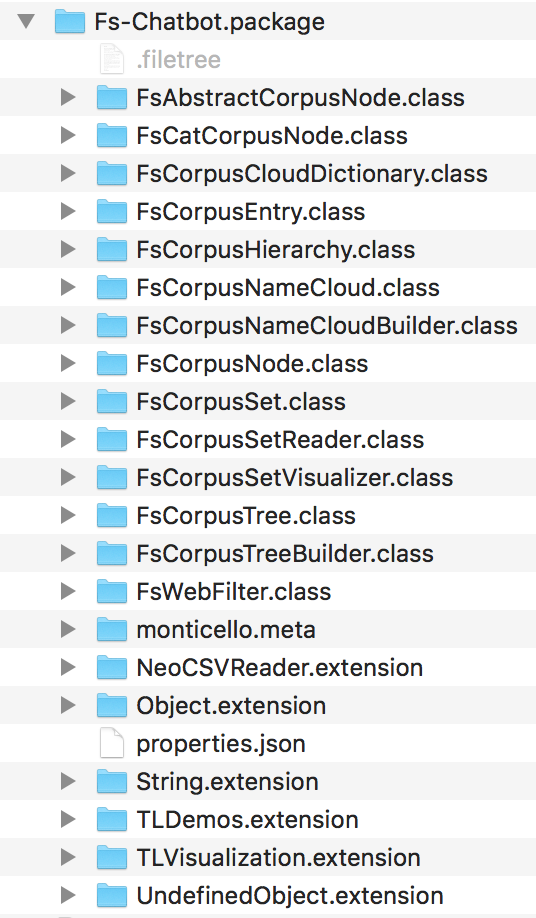 Fs-Chatbot.package
.filetree
FsAbstractCorpusNode.class
FsCatCorpusNode.class
FsCorpusCloudDictionary.class
FsCorpusEntry.class
FsCorpusHierarchy.class
FsCorpusNameCloud.class
FsCorpusNameCloudBuilder.class
FsCorpusNode.class
FsCorpusSet.class
FsCorpusSetReader.class
FsCorpusSetVisualizer.class
FsCorpusTree.class
FsCorpusTreeBuilder.class
FsWebFilter.class
monticello.meta
NeoCSVReader.extension
Object.extension
properties.json
String.extension
TLDemos.extension
TLVisualization.extension
UndefinedObject.extension